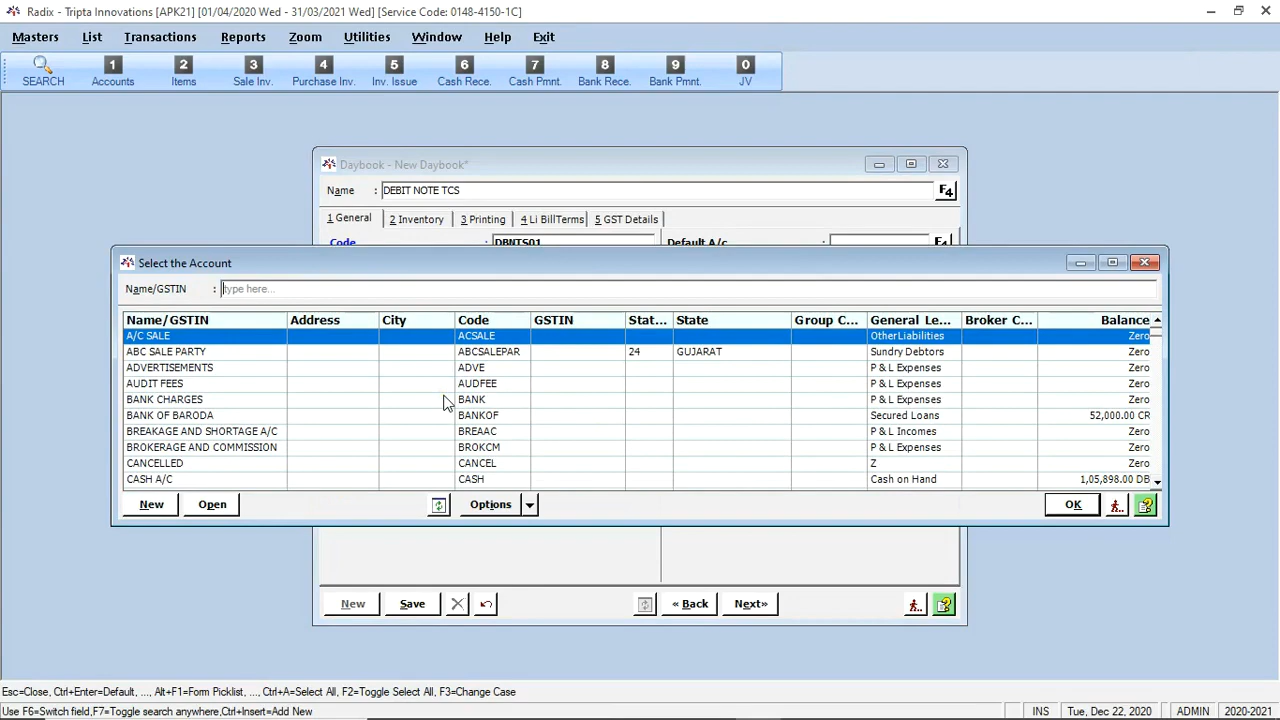 Radix - Tripta Innovations [APK21] [01/04/2020 Wed - 31/03/2021 Wed] [Service Code: 0148-4150-1C]
Masters List Transactions Reports Zoom Utilities Window Help Exit
1 2 3 4 5 6 7 8 9 0
SEARCH Accounts Items Sale Inv. Purchase Inv. Inv. Issue Cash Rece. Cash Pmnt. Bank Rece. Bank Pmnt. JV
Daybook - New Daybook*
Name : DEBIT NOTE TCS F4
1 General 2 Inventory 3 Printing 4 Li BillTerms 5 GST Details
Code : DBNTS01 Default A/c : F4
Select the Account
Name/GSTIN : type here...
Name/GSTIN Address City Code GSTIN Stat... State Group C... General Le... Broker C... Balance
A/C SALE ACSALE OtherLiabilities Zero
ABC SALE PARTY ABCSALEPAR 24 GUJARAT Sundry Debtors Zero
ADVERTISEMENTS ADVE P & L Expenses Zero
AUDIT FEES AUDFEE P & L Expenses Zero
BANK CHARGES BANK P & L Expenses Zero
BANK OF BARODA BANKOF Secured Loans 52,000.00 CR
BREAKAGE AND SHORTAGE A/C BREAAC P & L Incomes Zero
BROKERAGE AND COMMISSION BROKCM P & L Expenses Zero
CANCELLED CANCEL Z Zero
CASH A/C CASH Cash on Hand 1,05,898.00 DB
New Open Options OK
New Save « Back Next»
Esc=Close, Ctrl+Enter=Default, ..., Alt+F1=Form Picklist, ..., Ctrl+A=Select All, F2=Toggle Select All, F3=Change Case
Use F6=Switch field,F7=Toggle search anywhere,Ctrl+Insert=Add New INS Tue, Dec 22, 2020 ADMIN 2020-2021